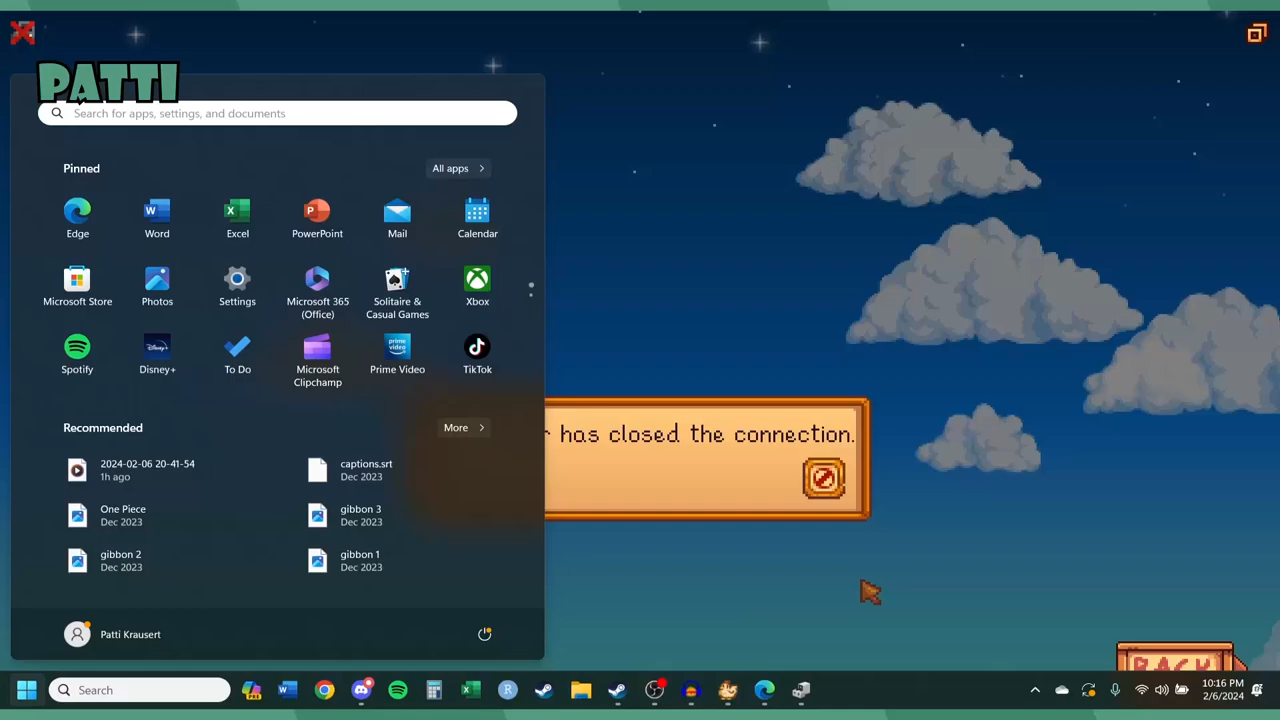 PATTI
Search for apps, settings, and documents
Pinned
All apps
Edge
Word
Excel
PowerPoint
Mail
Calendar
Microsoft Store
Photos
Settings
Microsoft 365
(Office)
Solitaire &
Casual Games
Xbox
Spotify
Disney+
To Do
Microsoft
Clipchamp
Prime Video
TikTok
has closed the connection.
Recommended
More
2024-02-06 20-41-54
1h ago
captions.srt
Dec 2023
One Piece
Dec 2023
gibbon 3
Dec 2023
gibbon 2
Dec 2023
gibbon 1
Dec 2023
Patti Krausert
BACK
Search
10:16 PM
2/6/2024